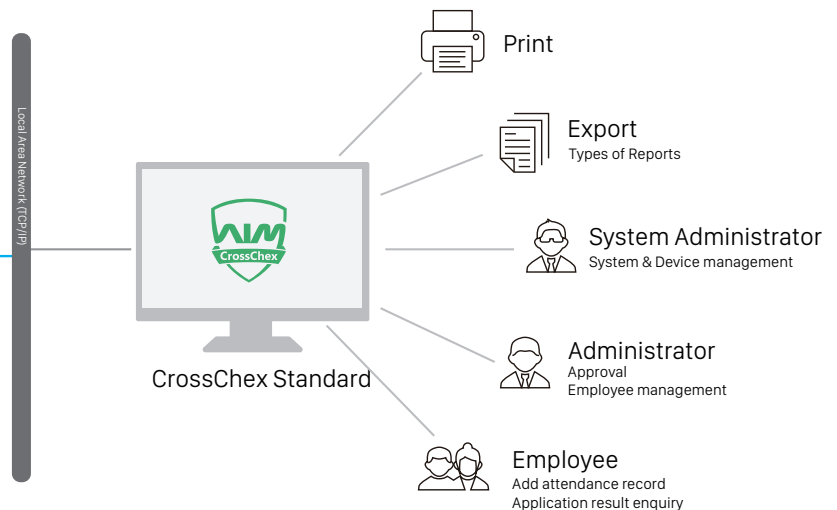 Local Area Network (TCP/IP)
AIM
CrossChex
CrossChex Standard
Print
Export
Types of Reports
System Administrator
System & Device management
Administrator
Approval
Employee management
Employee
Add attendance record
Application result enquiry